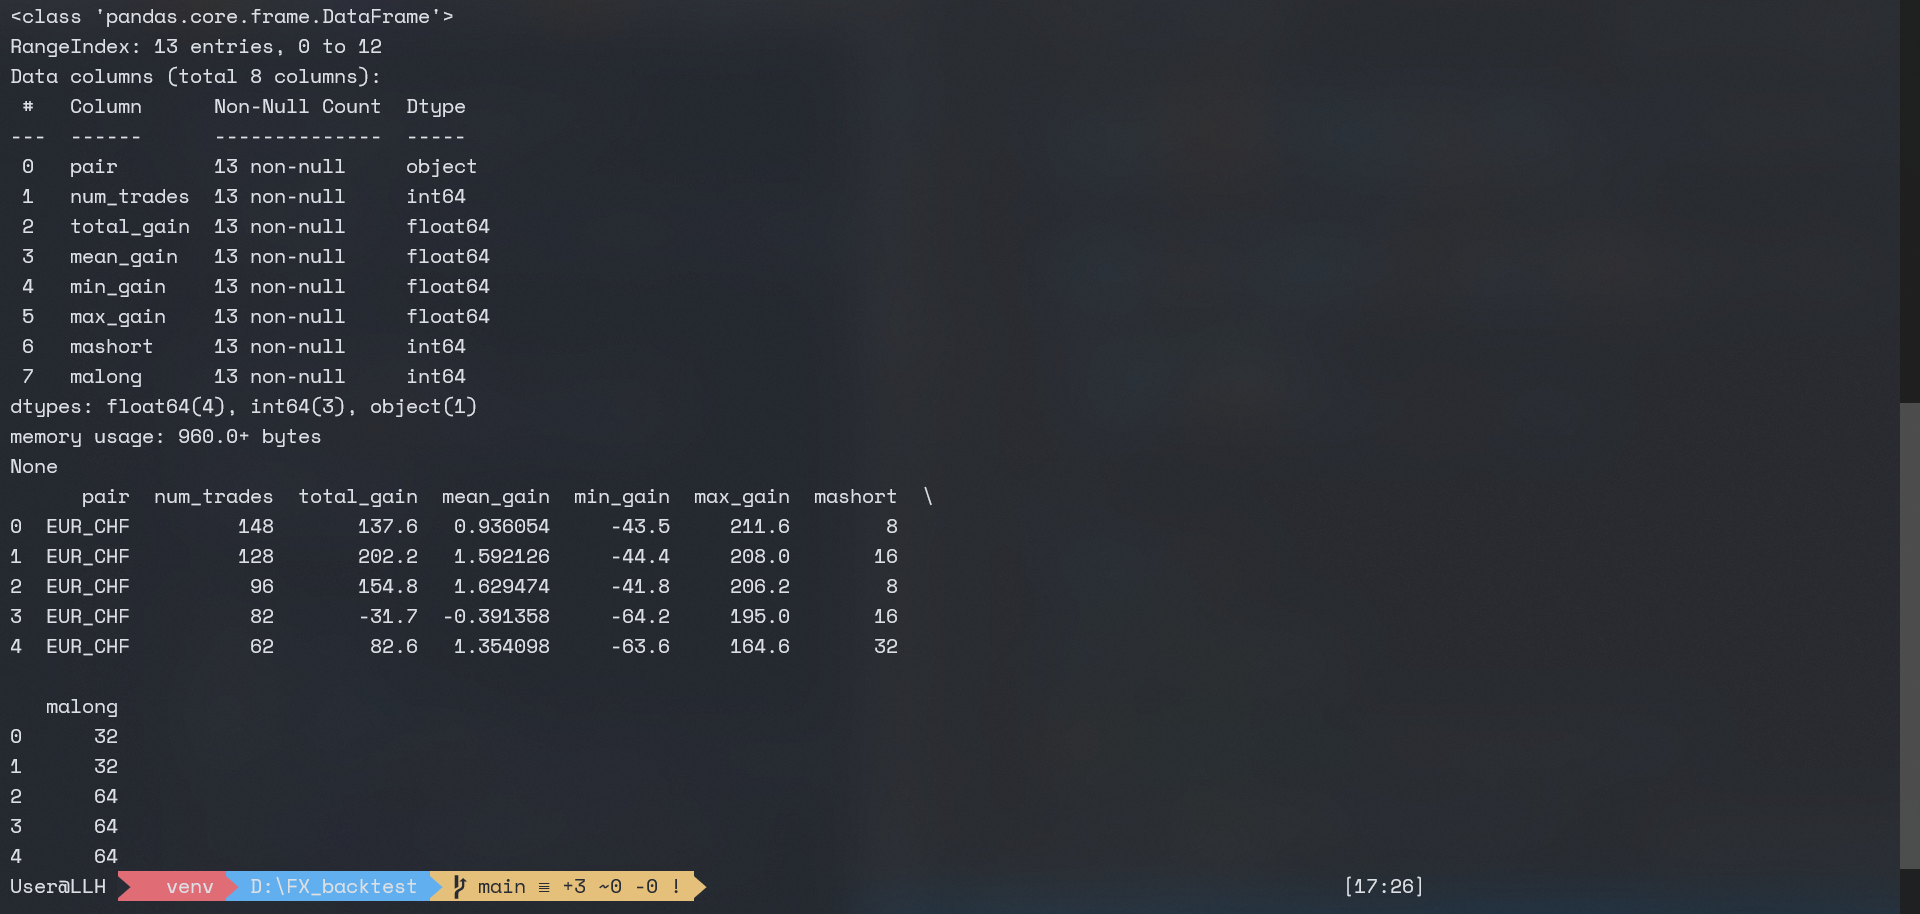 <class 'pandas.core.frame.DataFrame'>
RangeIndex: 13 entries, 0 to 12
Data columns (total 8 columns):
 #   Column      Non-Null Count  Dtype
---  ------      --------------  -----
 0   pair        13 non-null     object
 1   num_trades  13 non-null     int64
 2   total_gain  13 non-null     float64
 3   mean_gain   13 non-null     float64
 4   min_gain    13 non-null     float64
 5   max_gain    13 non-null     float64
 6   mashort     13 non-null     int64
 7   malong      13 non-null     int64
dtypes: float64(4), int64(3), object(1)
memory usage: 960.0+ bytes
None
      pair  num_trades  total_gain  mean_gain  min_gain  max_gain  mashort  \
0  EUR_CHF         148       137.6   0.936054     -43.5     211.6        8
1  EUR_CHF         128       202.2   1.592126     -44.4     208.0       16
2  EUR_CHF          96       154.8   1.629474     -41.8     206.2        8
3  EUR_CHF          82       -31.7  -0.391358     -64.2     195.0       16
4  EUR_CHF          62        82.6   1.354098     -63.6     164.6       32
   malong
0      32
1      32
2      64
3      64
4      64
User@LLH venv D:\FX_backtest main ≡ +3 ~0 -0 ! [17:26]